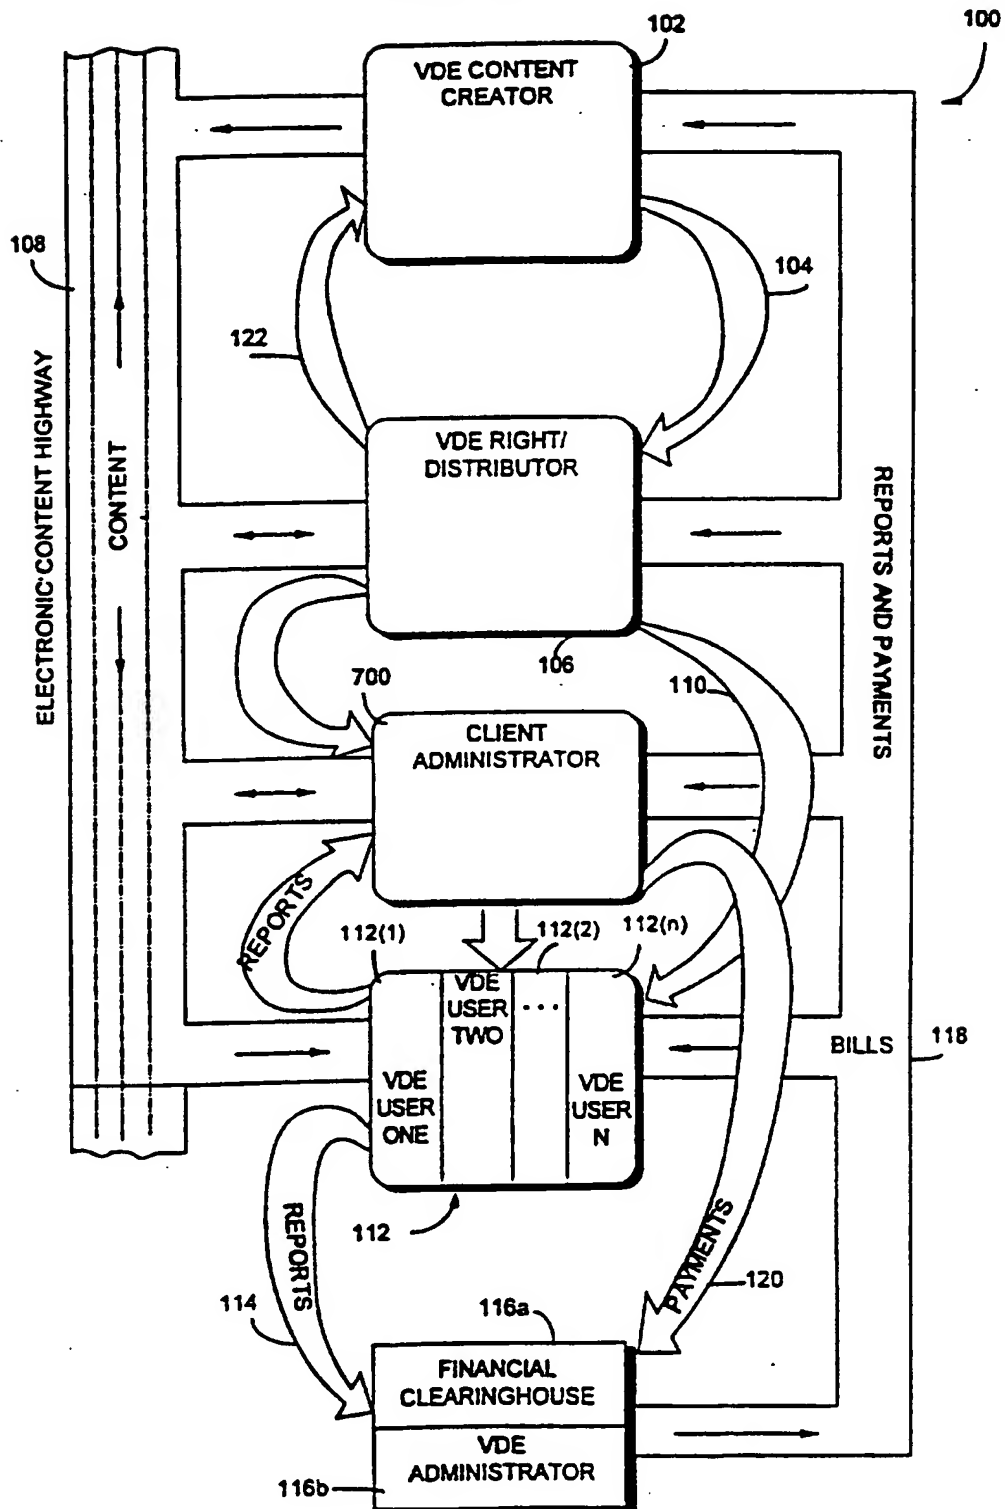 100
102
VDE CONTENT
CREATOR
108
104
122
ELECTRONIC CONTENT HIGHWAY
CONTENT
VDE RIGHT/
DISTRIBUTOR
REPORTS AND PAYMENTS
106
700
110
CLIENT
ADMINISTRATOR
REPORTS
112(1)
112(2)
112(n)
VDE
USER
TWO
...
BILLS
118
VDE
USER
ONE
VDE
USER
N
112
REPORTS
PAYMENTS
114
120
116a
FINANCIAL
CLEARINGHOUSE
VDE
ADMINISTRATOR
116b